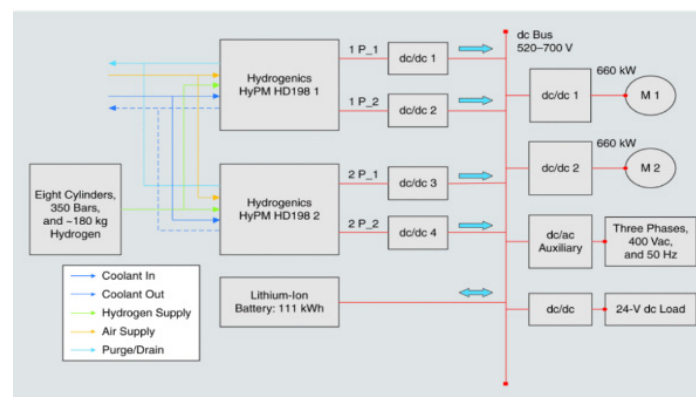 dc Bus
520–700 V
Hydrogenics
HyPM HD198 1
1 P_1
dc/dc 1
1 P_2
dc/dc 2
dc/dc 1
660 kW
M 1
Hydrogenics
HyPM HD198 2
2 P_1
dc/dc 3
2 P_2
dc/dc 4
dc/dc 2
660 kW
M 2
Eight Cylinders,
350 Bars,
and ~180 kg
Hydrogen
dc/ac
Auxiliary
Three Phases,
400 Vac,
and 50 Hz
Coolant In
Coolant Out
Hydrogen Supply
Air Supply
Purge/Drain
Lithium-Ion
Battery: 111 kWh
dc/dc
24-V dc Load